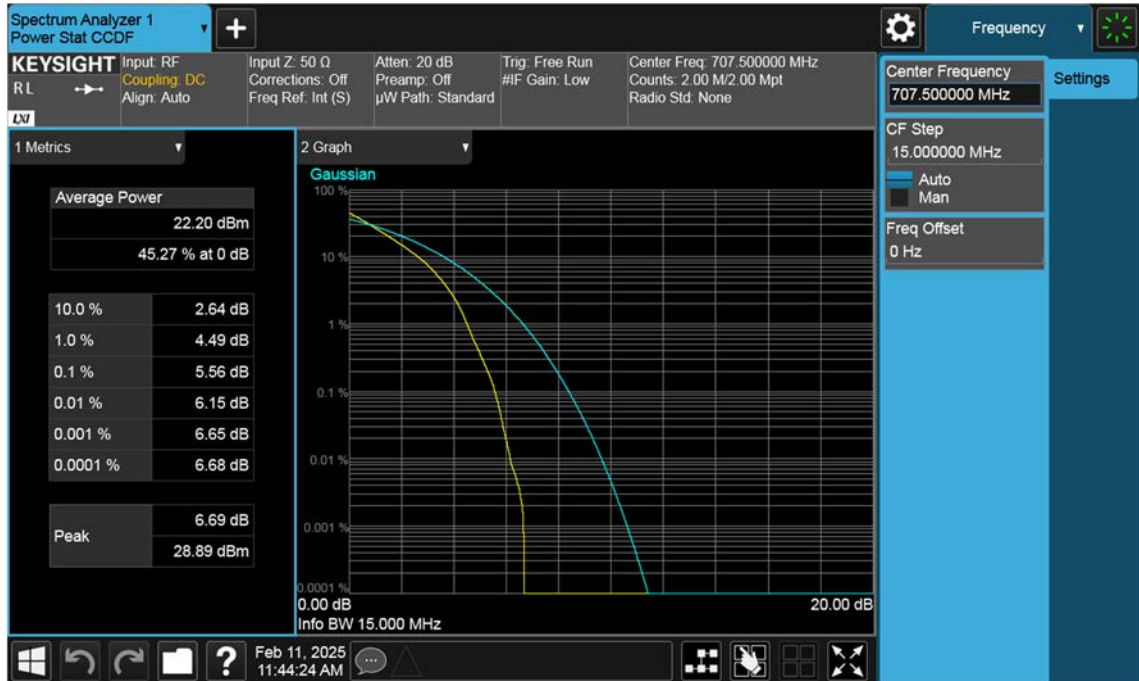 Spectrum Analyzer 1
Power Stat CCDF
+
Frequency
KEYSIGHT
RL
LXI
Input: RF
Coupling: DC
Align: Auto
Input Z: 50 Ω
Corrections: Off
Freq Ref: Int (S)
Atten: 20 dB
Preamp: Off
µW Path: Standard
Trig: Free Run
#IF Gain: Low
Center Freq: 707.500000 MHz
Counts: 2.00 M/2.00 Mpt
Radio Std: None
Center Frequency
707.500000 MHz
Settings
CF Step
15.000000 MHz
Auto
Man
Freq Offset
0 Hz
1 Metrics
Average Power
22.20 dBm
45.27 % at 0 dB
10.0 % 2.64 dB
1.0 % 4.49 dB
0.1 % 5.56 dB
0.01 % 6.15 dB
0.001 % 6.65 dB
0.0001 % 6.68 dB
Peak
6.69 dB
28.89 dBm
2 Graph
Gaussian
100 %
10 %
1 %
0.1 %
0.01 %
0.001 %
0.0001 %
0.00 dB 20.00 dB
Info BW 15.000 MHz
?
Feb 11, 2025
11:44:24 AM